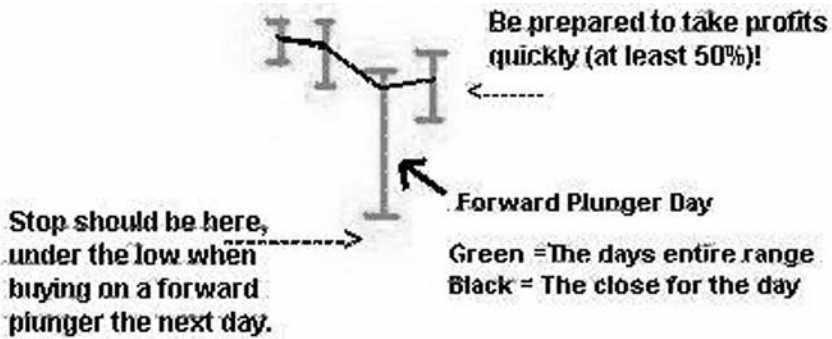 Be prepared to take profits
quickly (at least 50%)!
Forward Plunger Day
Stop should be here,
under the low when
buying on a forward
plunger the next day.
Green =The days entire range
Black = The close for the day